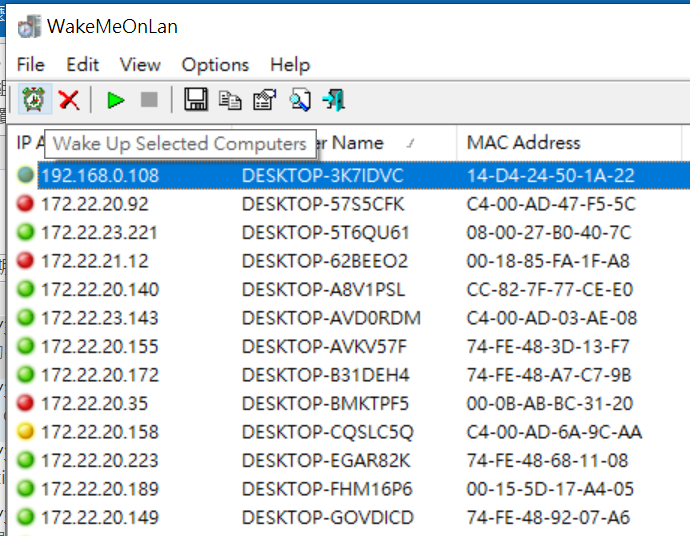 WakeMeOnLan
File Edit View Options Help
IP A r Name MAC Address
Wake Up Selected Computers
192.168.0.108 DESKTOP-3K7IDVC 14-D4-24-50-1A-22
172.22.20.92 DESKTOP-57S5CFK C4-00-AD-47-F5-5C
172.22.23.221 DESKTOP-5T6QU61 08-00-27-B0-40-7C
172.22.21.12 DESKTOP-62BEEO2 00-18-85-FA-1F-A8
172.22.20.140 DESKTOP-A8V1PSL CC-82-7F-77-CE-E0
172.22.23.143 DESKTOP-AVD0RDM C4-00-AD-03-AE-08
172.22.20.155 DESKTOP-AVKV57F 74-FE-48-3D-13-F7
172.22.20.172 DESKTOP-B31DEH4 74-FE-48-A7-C7-9B
172.22.20.35 DESKTOP-BMKTPF5 00-0B-AB-BC-31-20
172.22.20.158 DESKTOP-CQSLC5Q C4-00-AD-6A-9C-AA
172.22.20.223 DESKTOP-EGAR82K 74-FE-48-68-11-08
172.22.20.189 DESKTOP-FHM16P6 00-15-5D-17-A4-05
172.22.20.149 DESKTOP-GOVDICD 74-FE-48-92-07-A6